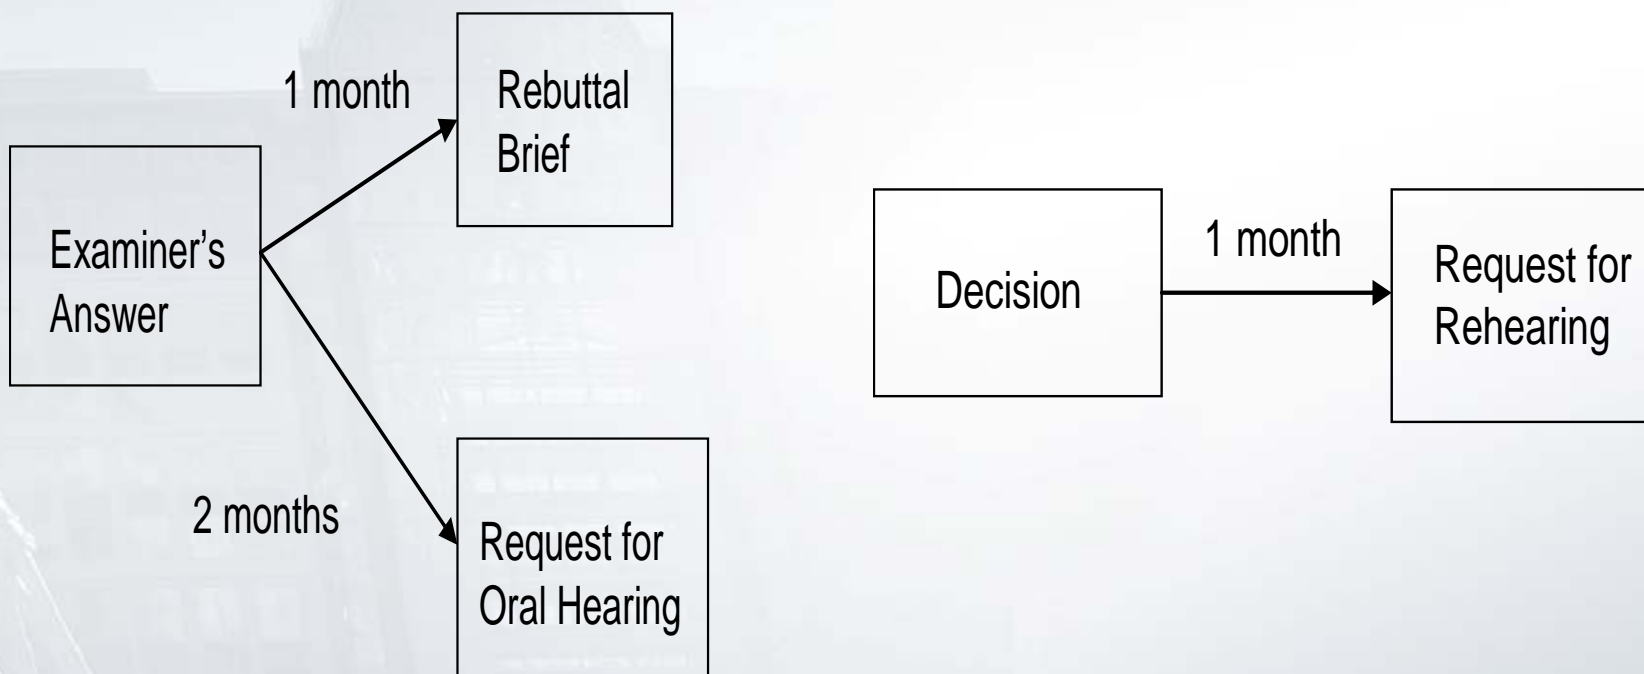 Examiner’s
Answer
1 month
Rebuttal
Brief
2 months
Request for
Oral Hearing
Decision
1 month
Request for
Rehearing